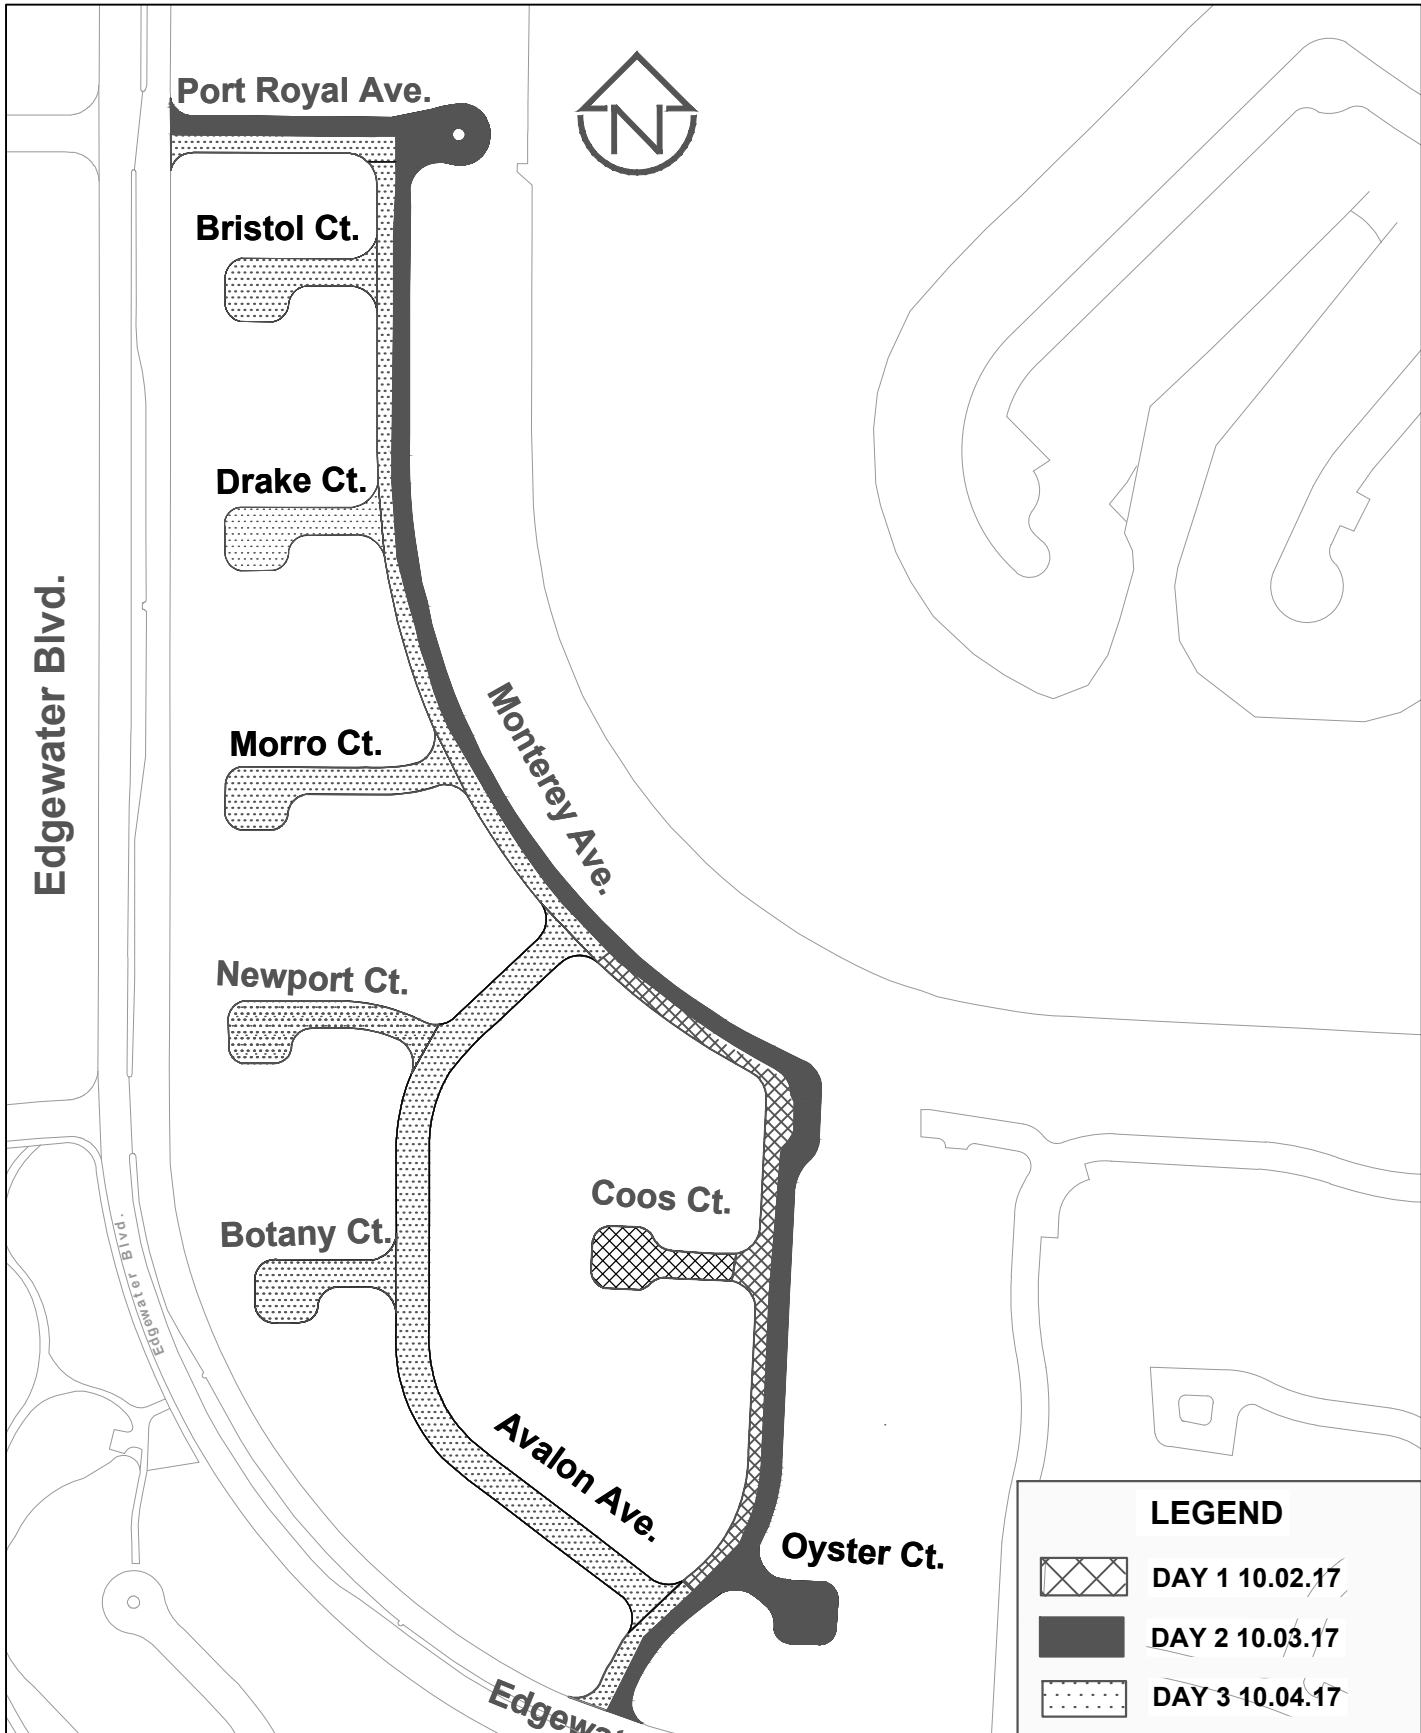 Port Royal Ave.
N
Bristol Ct.
Drake Ct.
Edgewater Blvd.
Monterey Ave.
Morro Ct.
Newport Ct.
Coos Ct.
Botany Ct.
Edgewater Blvd.
Avalon Ave.
Oyster Ct.
LEGEND
DAY 1 10.02.17
DAY 2 10.03.17
DAY 3 10.04.17